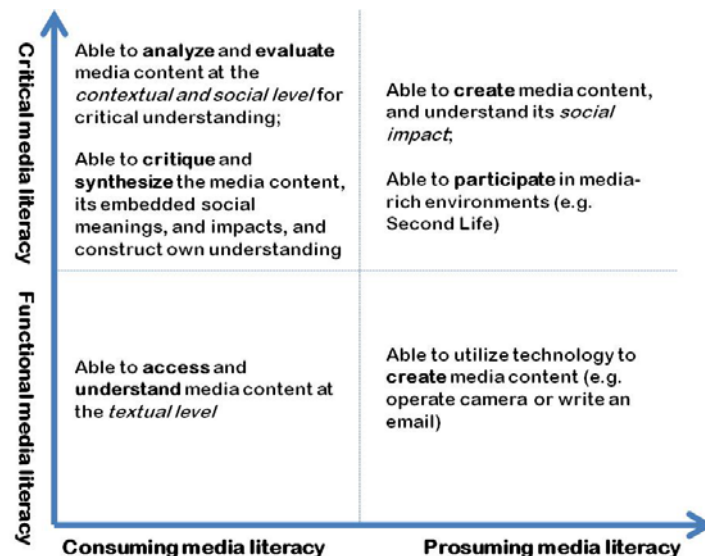 Critical media literacy
Able to analyze and evaluate
media content at the
contextual and social level for
critical understanding;
Able to critique and
synthesize the media content,
its embedded social
meanings, and impacts, and
construct own understanding
Able to create media content,
and understand its social
impact;
Able to participate in media-
rich environments (e.g.
Second Life)
Functional media literacy
Able to access and
understand media content at
the textual level
Able to utilize technology to
create media content (e.g.
operate camera or write an
email)
Consuming media literacy
Prosuming media literacy